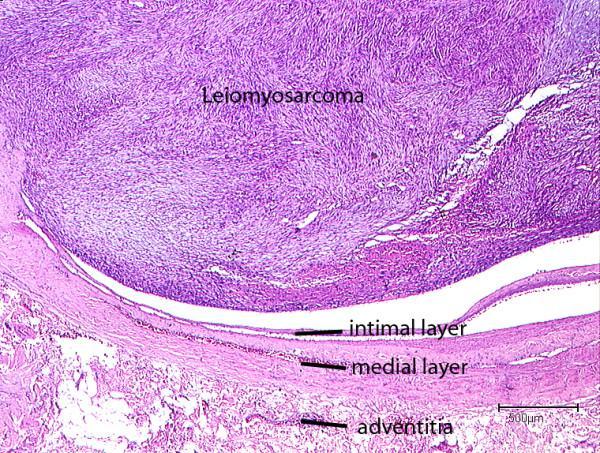 Leiomyosarcoma
intimal layer
medial layer
adventitia
500µm